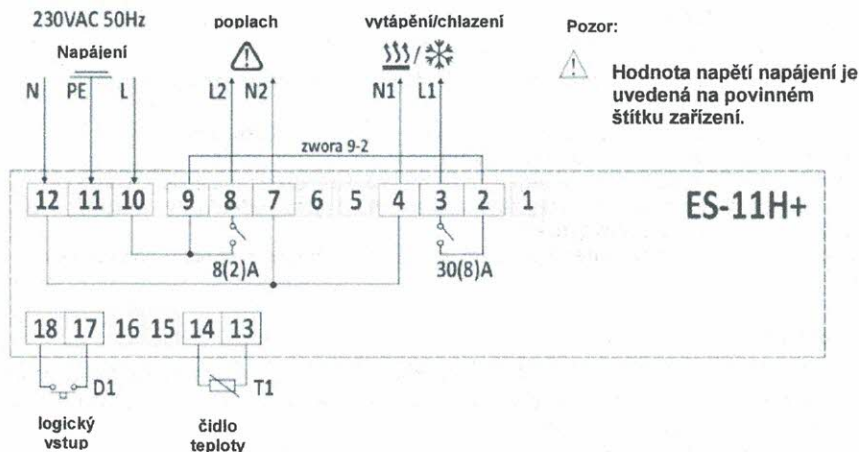 230VAC 50Hz
Napájení
poplach
vytápění/chlazení
Pozor:
Hodnota napětí napájení je
uvedená na povinném
štítku zařízení.
N PE L L2 N2 N1 L1
zwora 9-2
12 11 10 9 8 7 6 5 4 3 2 1
ES-11H+
8(2)A 30(8)A
18 17 16 15 14 13
D1 T1
logický
vstup
čidlo
teploty